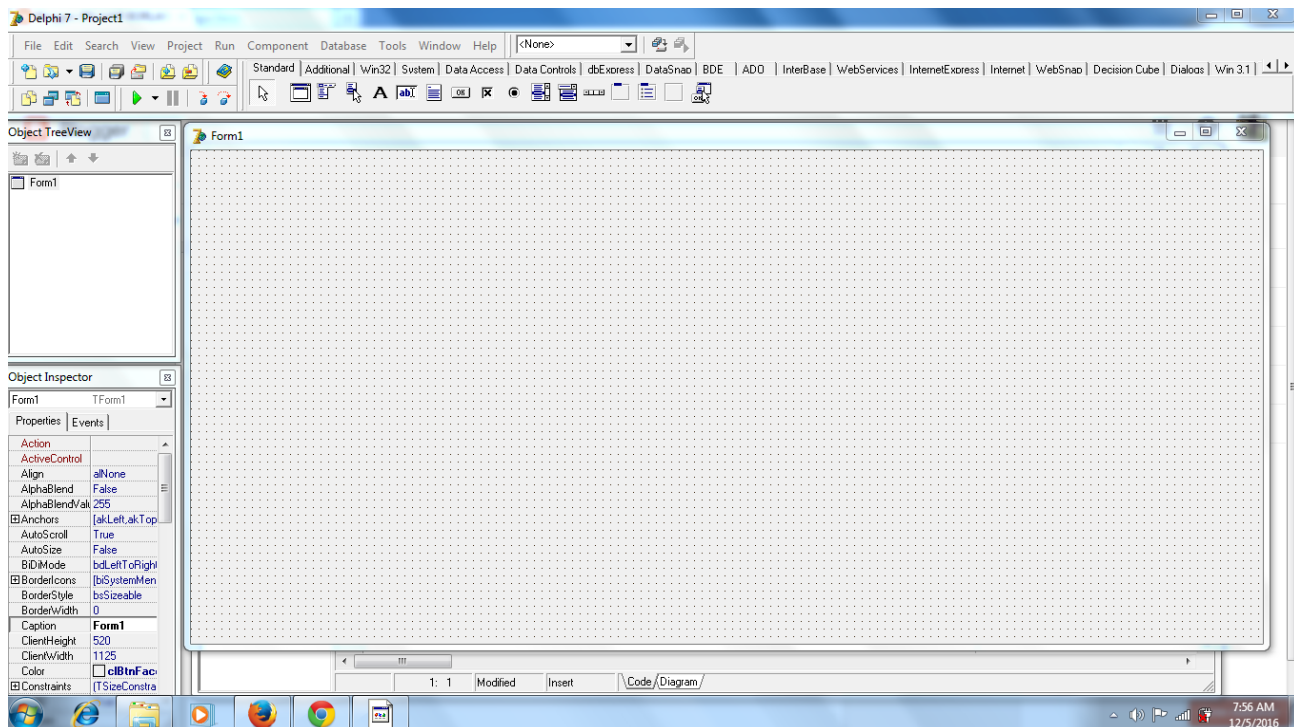 Delphi 7 - Project1
File Edit Search View Project Run Component Database Tools Window Help <None>
Standard Additional Win32 System Data Access Data Controls dbExpress DataSnap BDE ADO InterBase WebServices InternetExpress Internet WebSnap Decision Cube Dialogs Win 3.1
Object TreeView
Form1
Form1
Object Inspector
Form1 TForm1
Properties Events
Action
ActiveControl
Align alNone
AlphaBlend False
AlphaBlendValu 255
Anchors [akLeft,akTop
AutoScroll True
AutoSize False
BiDiMode bdLeftToRight
BorderIcons [biSystemMen
BorderStyle bsSizeable
BorderWidth 0
Caption Form1
ClientHeight 520
ClientWidth 1125
Color clBtnFac
Constraints (TSizeConstra
1: 1 Modified Insert Code Diagram
7:56 AM
12/5/2016